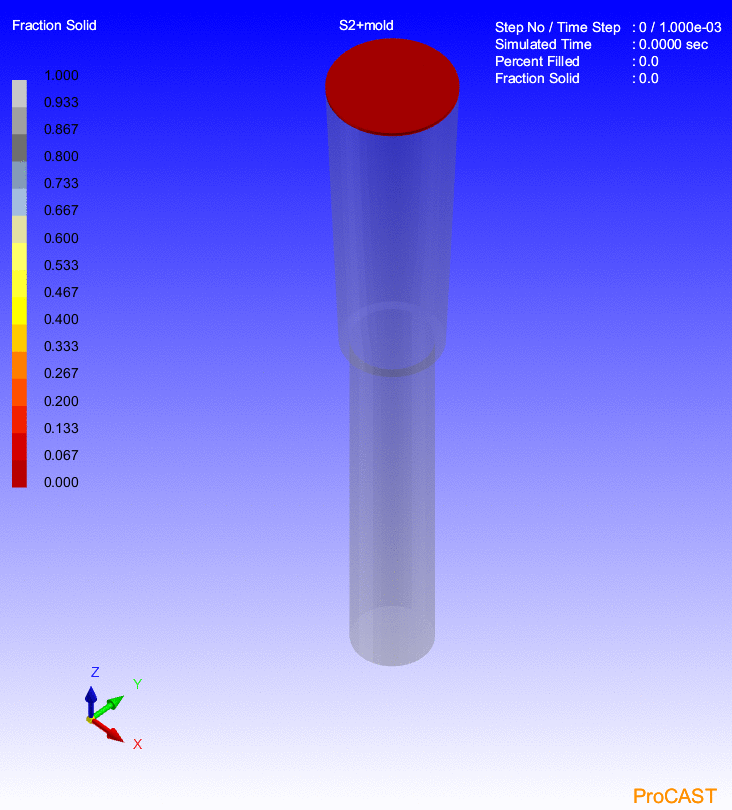 Fraction Solid
S2+mold
Step No / Time Step : 0 / 1.000e-03
Simulated Time : 0.0000 sec
Percent Filled : 0.0
Fraction Solid : 0.0
1.000
0.933
0.867
0.800
0.733
0.667
0.600
0.533
0.467
0.400
0.333
0.267
0.200
0.133
0.067
0.000
Z
Y
X
ProCAST